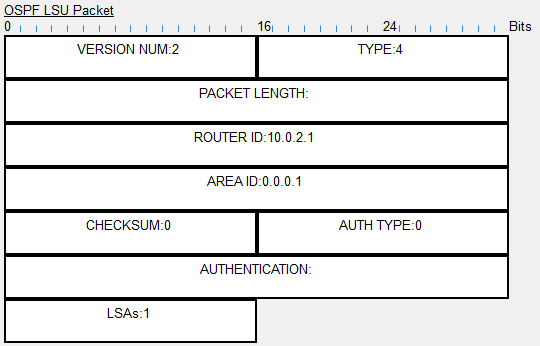 OSPF LSU Packet
0 16 24 Bits
VERSION NUM:2 TYPE:4
PACKET LENGTH:
ROUTER ID:10.0.2.1
AREA ID:0.0.0.1
CHECKSUM:0 AUTH TYPE:0
AUTHENTICATION:
LSAs:1